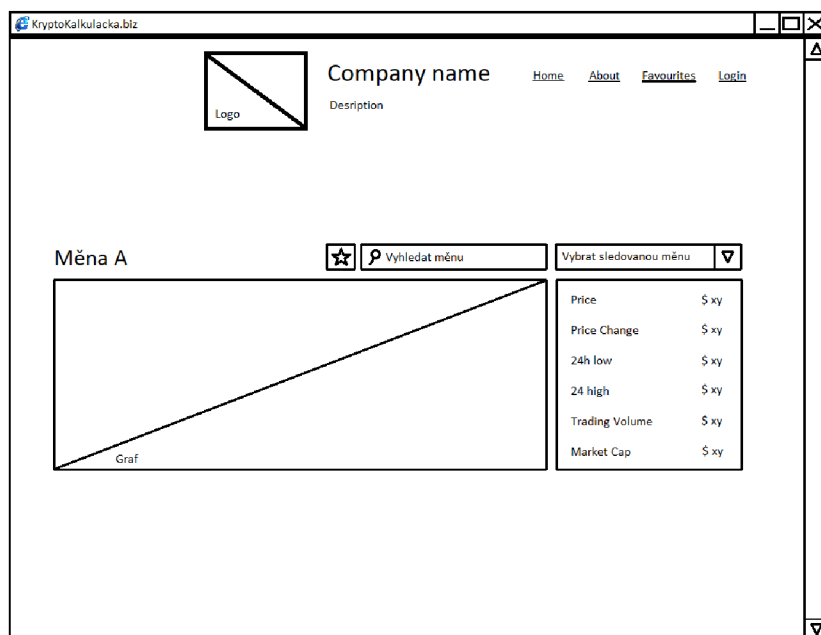 KryptoKalkulacka.biz
Company name
Home About Favourites Login
Desription
Logo
Měna A
Vyhledat měnu
Vybrat sledovanou měnu
Price $ xy
Price Change $ xy
24h low $ xy
24 high $ xy
Trading Volume $ xy
Market Cap $ xy
Graf